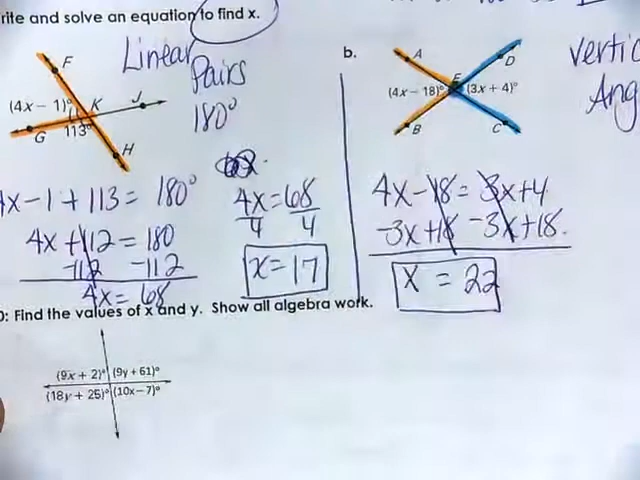 rite and solve an equation to find x.
Linear
Pairs
180°
F
(4x − 1)°
K
J
G
113°
H
4x − 1 + 113 = 180°
4x + 112 = 180
-112 -112
4x = 68
4x = 68
4 4
x = 17
b.
A
D
E
(4x − 18)°
(3x + 4)°
B
C
vertic
Ang
4x − 18 = 3x + 4
-3x + 18 -3x + 18.
x = 22
0: Find the values of x and y. Show all algebra work.
(9x + 2)° (9y + 61)°
(18y + 25)° (10x − 7)°